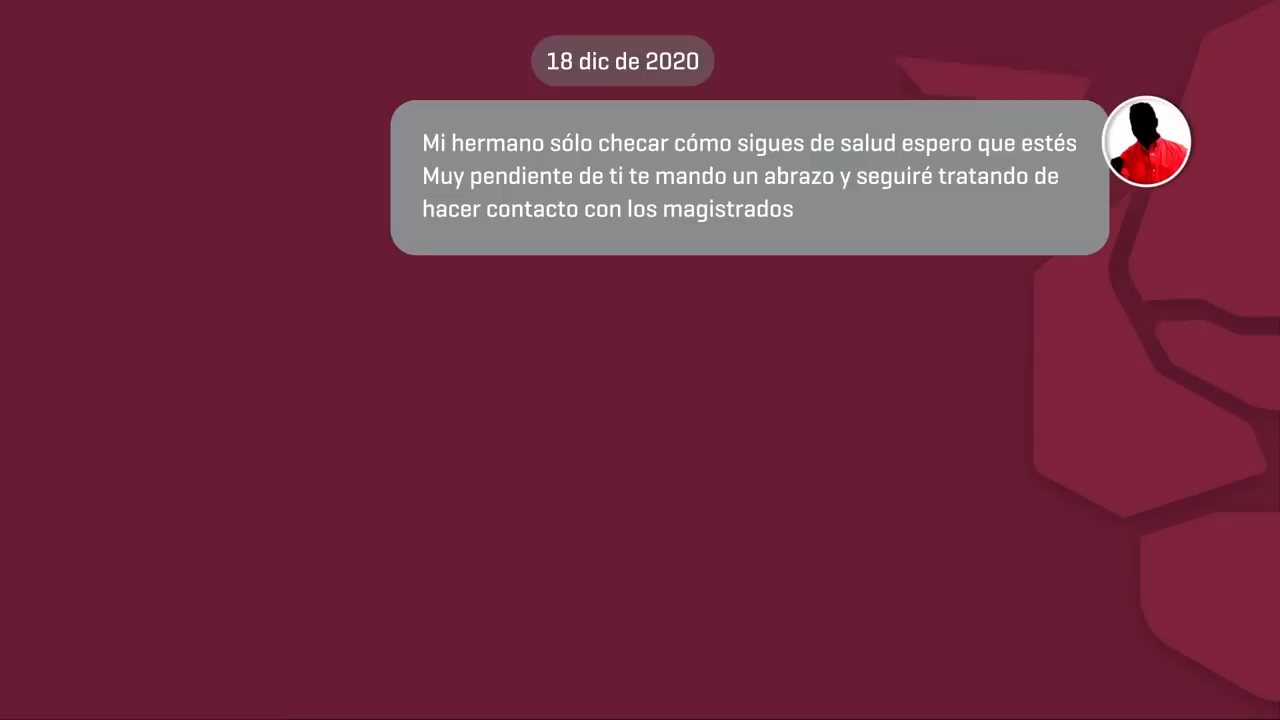 18 dic de 2020
Mi hermano sólo checar cómo sigues de salud espero que estés
Muy pendiente de ti te mando un abrazo y seguiré tratando de
hacer contacto con los magistrados